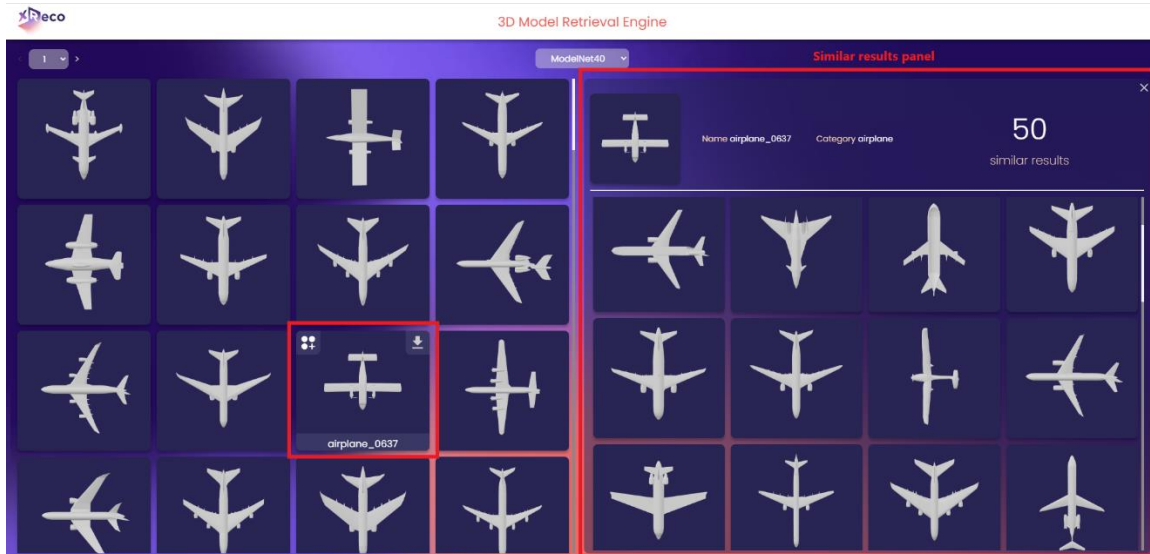 XReco
3D Model Retrieval Engine
1
ModelNet40
Similar results panel
Name airplane_0637 Category airplane
50
similar results
airplane_0637